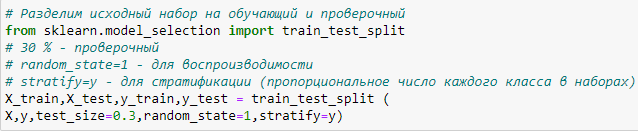 # Разделим исходный набор на обучающий и проверочный
from sklearn.model_selection import train_test_split
# 30 % - проверочный
# random_state=1 - для воспроизводимости
# stratify=y - для стратификации (пропорциональное число каждого класса в наборах)
X_train,X_test,y_train,y_test = train_test_split (
X,y,test_size=0.3,random_state=1,stratify=y)